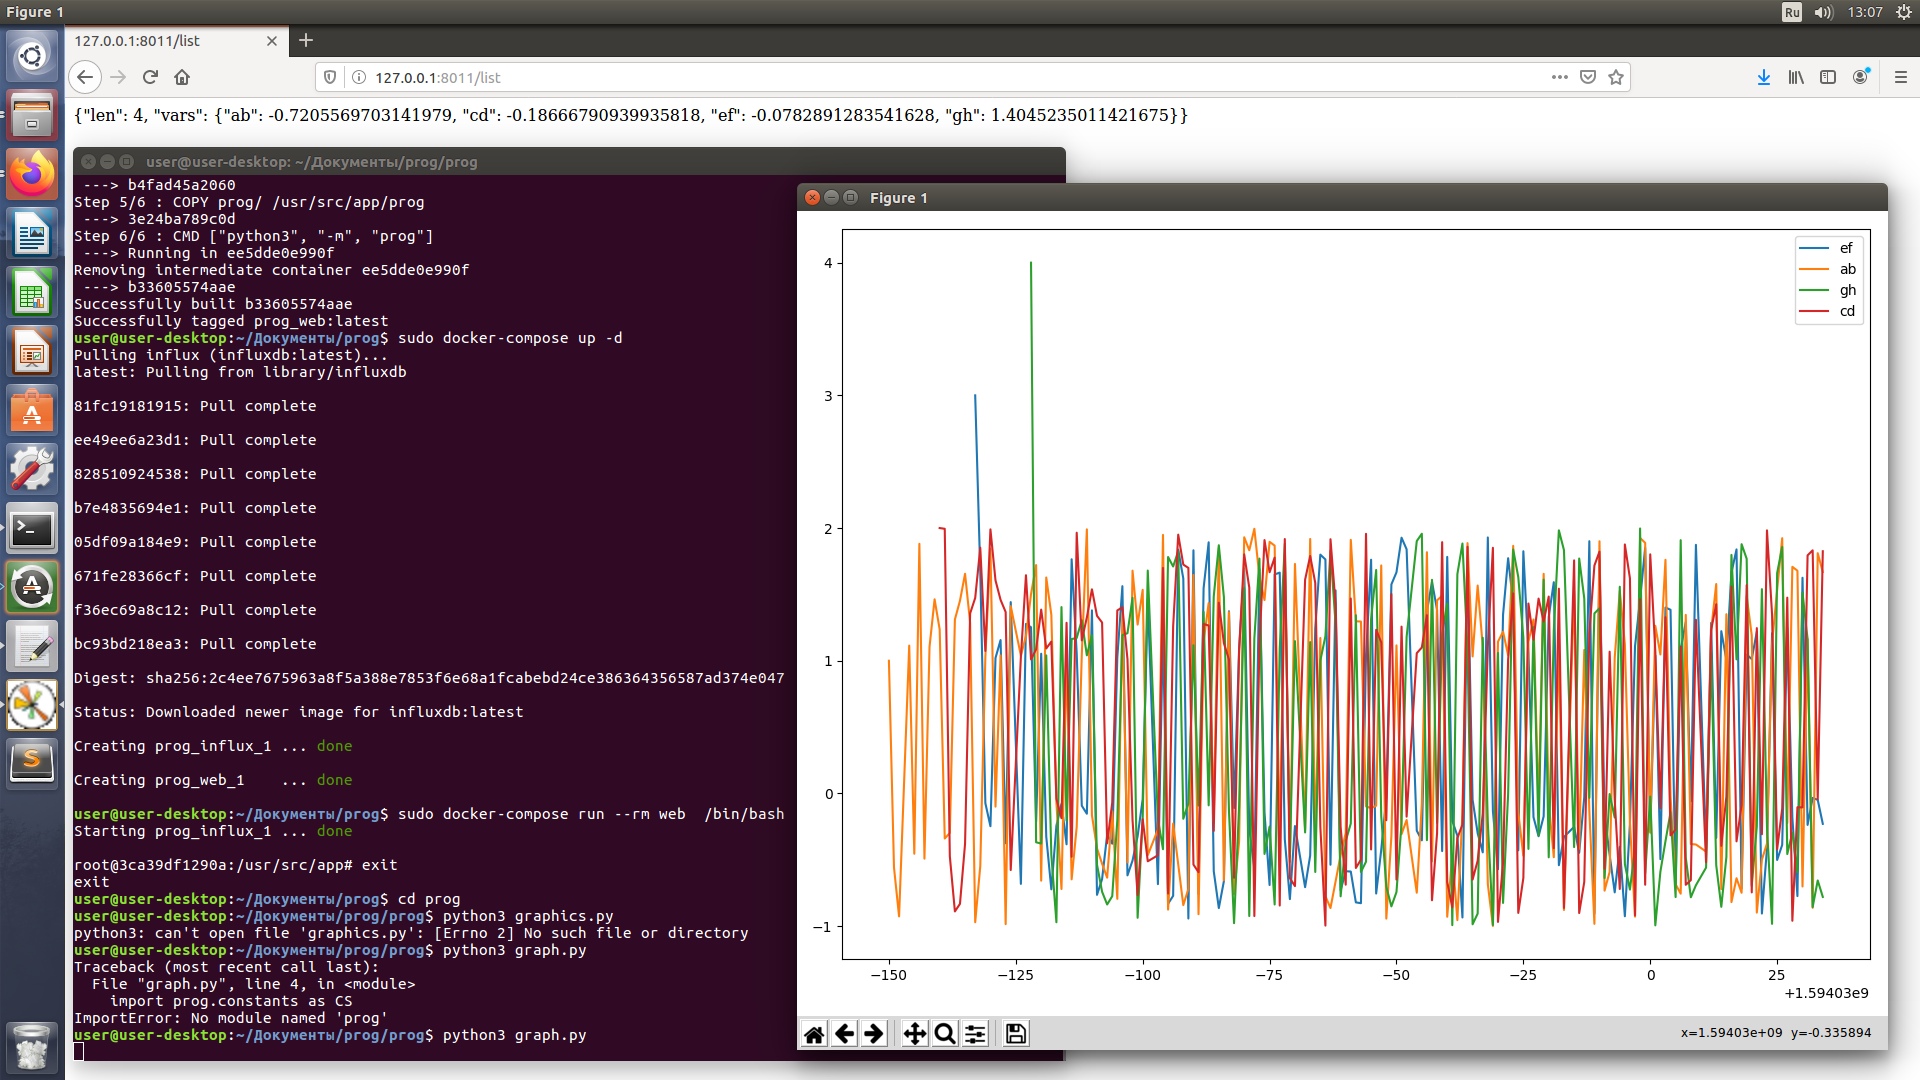 Figure 1
Ru
13:07
127.0.0.1:8011/list
127.0.0.1:8011/list
{"len": 4, "vars": {"ab": -0.7205569703141979, "cd": -0.18666790939935818, "ef": -0.0782891283541628, "gh": 1.4045235011421675}}
user@user-desktop: ~/Документы/prog/prog
---> b4fad45a2060
Step 5/6 : COPY prog/ /usr/src/app/prog
---> 3e24ba789c0d
Step 6/6 : CMD ["python3", "-m", "prog"]
---> Running in ee5dde0e990f
Removing intermediate container ee5dde0e990f
---> b33605574aae
Successfully built b33605574aae
Successfully tagged prog_web:latest
user@user-desktop:~/Документы/prog$ sudo docker-compose up -d
Pulling influx (influxdb:latest)...
latest: Pulling from library/influxdb
81fc19181915: Pull complete
ee49ee6a23d1: Pull complete
828510924538: Pull complete
b7e4835694e1: Pull complete
05df09a184e9: Pull complete
671fe28366cf: Pull complete
f36ec69a8c12: Pull complete
bc93bd218ea3: Pull complete
Digest: sha256:2c4ee7675963a8f5a388e7853f6e68a1fcabebd24ce386364356587ad374e047
Status: Downloaded newer image for influxdb:latest
Creating prog_influx_1 ... done
Creating prog_web_1    ... done
user@user-desktop:~/Документы/prog$ sudo docker-compose run --rm web  /bin/bash
Starting prog_influx_1 ... done
root@3ca39df1290a:/usr/src/app# exit
exit
user@user-desktop:~/Документы/prog$ cd prog
user@user-desktop:~/Документы/prog/prog$ python3 graphics.py
python3: can't open file 'graphics.py': [Errno 2] No such file or directory
user@user-desktop:~/Документы/prog/prog$ python3 graph.py
Traceback (most recent call last):
File "graph.py", line 4, in <module>
import prog.constants as CS
ImportError: No module named 'prog'
user@user-desktop:~/Документы/prog/prog$ python3 graph.py
Figure 1
ef
ab
gh
cd
4
3
2
1
0
−1
−150
−125
−100
−75
−50
−25
0
25
+1.59403e9
x=1.59403e+09 y=-0.335894